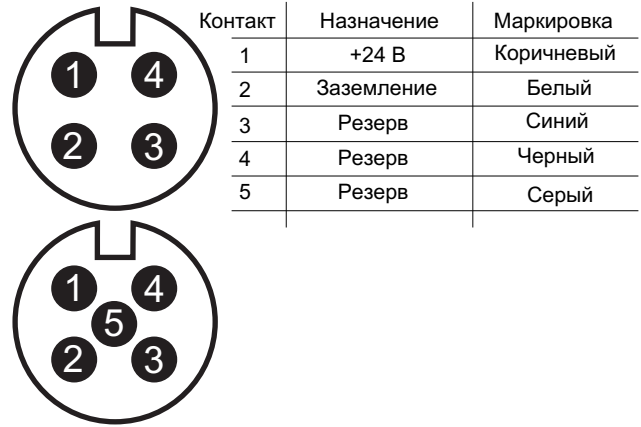 Контакт Назначение Маркировка
1 +24 В Коричневый
2 Заземление Белый
3 Резерв Синий
4 Резерв Черный
5 Резерв Серый
1 4
2 3
1 4
5
2 3